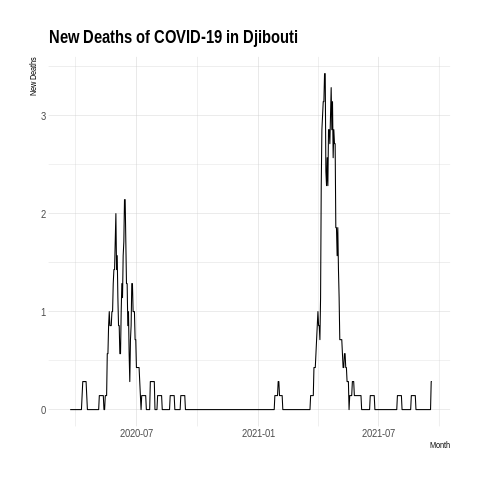 New Deaths of COVID-19 in Djibouti
New Deaths
3
2
1
0
2020-07
2021-01
2021-07
Month